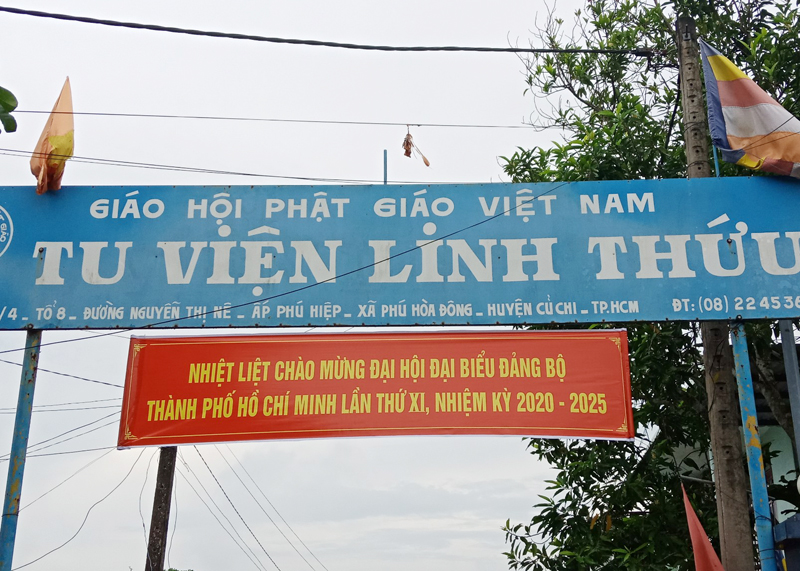 GIÁO HỘI PHẬT GIÁO VIỆT NAM
TU VIỆN LINH THỨU
/4 - TỔ 8 - ĐƯỜNG NGUYỄN THỊ NÊ - ẤP PHÚ HIỆP - XÃ PHÚ HÒA ĐÔNG - HUYỆN CỦ CHI - TP.HCM ĐT: (08) 224536
NHIỆT LIỆT CHÀO MỪNG ĐẠI HỘI ĐẠI BIỂU ĐẢNG BỘ
THÀNH PHỐ HỒ CHÍ MINH LẦN THỨ XI, NHIỆM KỲ 2020 - 2025